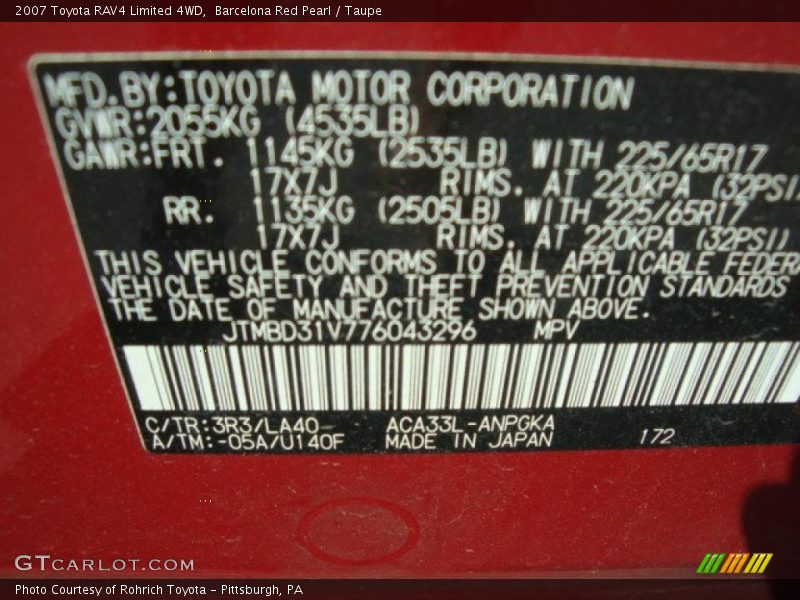 2007 Toyota RAV4 Limited 4WD, Barcelona Red Pearl / Taupe
MFD.BY:TOYOTA MOTOR CORPORATION
GVWR:2055KG (4535LB)
GAWR:FRT. 1145KG (2535LB) WITH 225/65R17
17X7J RIMS. AT 220KPA (32PSI)
RR. 1135KG (2505LB) WITH 225/65R17
17X7J RIMS. AT 220KPA (32PSI)
THIS VEHICLE CONFORMS TO ALL APPLICABLE FEDERA
VEHICLE SAFETY AND THEFT PREVENTION STANDARDS
THE DATE OF MANUFACTURE SHOWN ABOVE.
JTMBD31V776043296 MPV
C/TR:3R3/LA40 ACA33L-ANPGKA
A/TM:-05A/U140F MADE IN JAPAN 172
GTCARLOT.COM
Photo Courtesy of Rohrich Toyota - Pittsburgh, PA